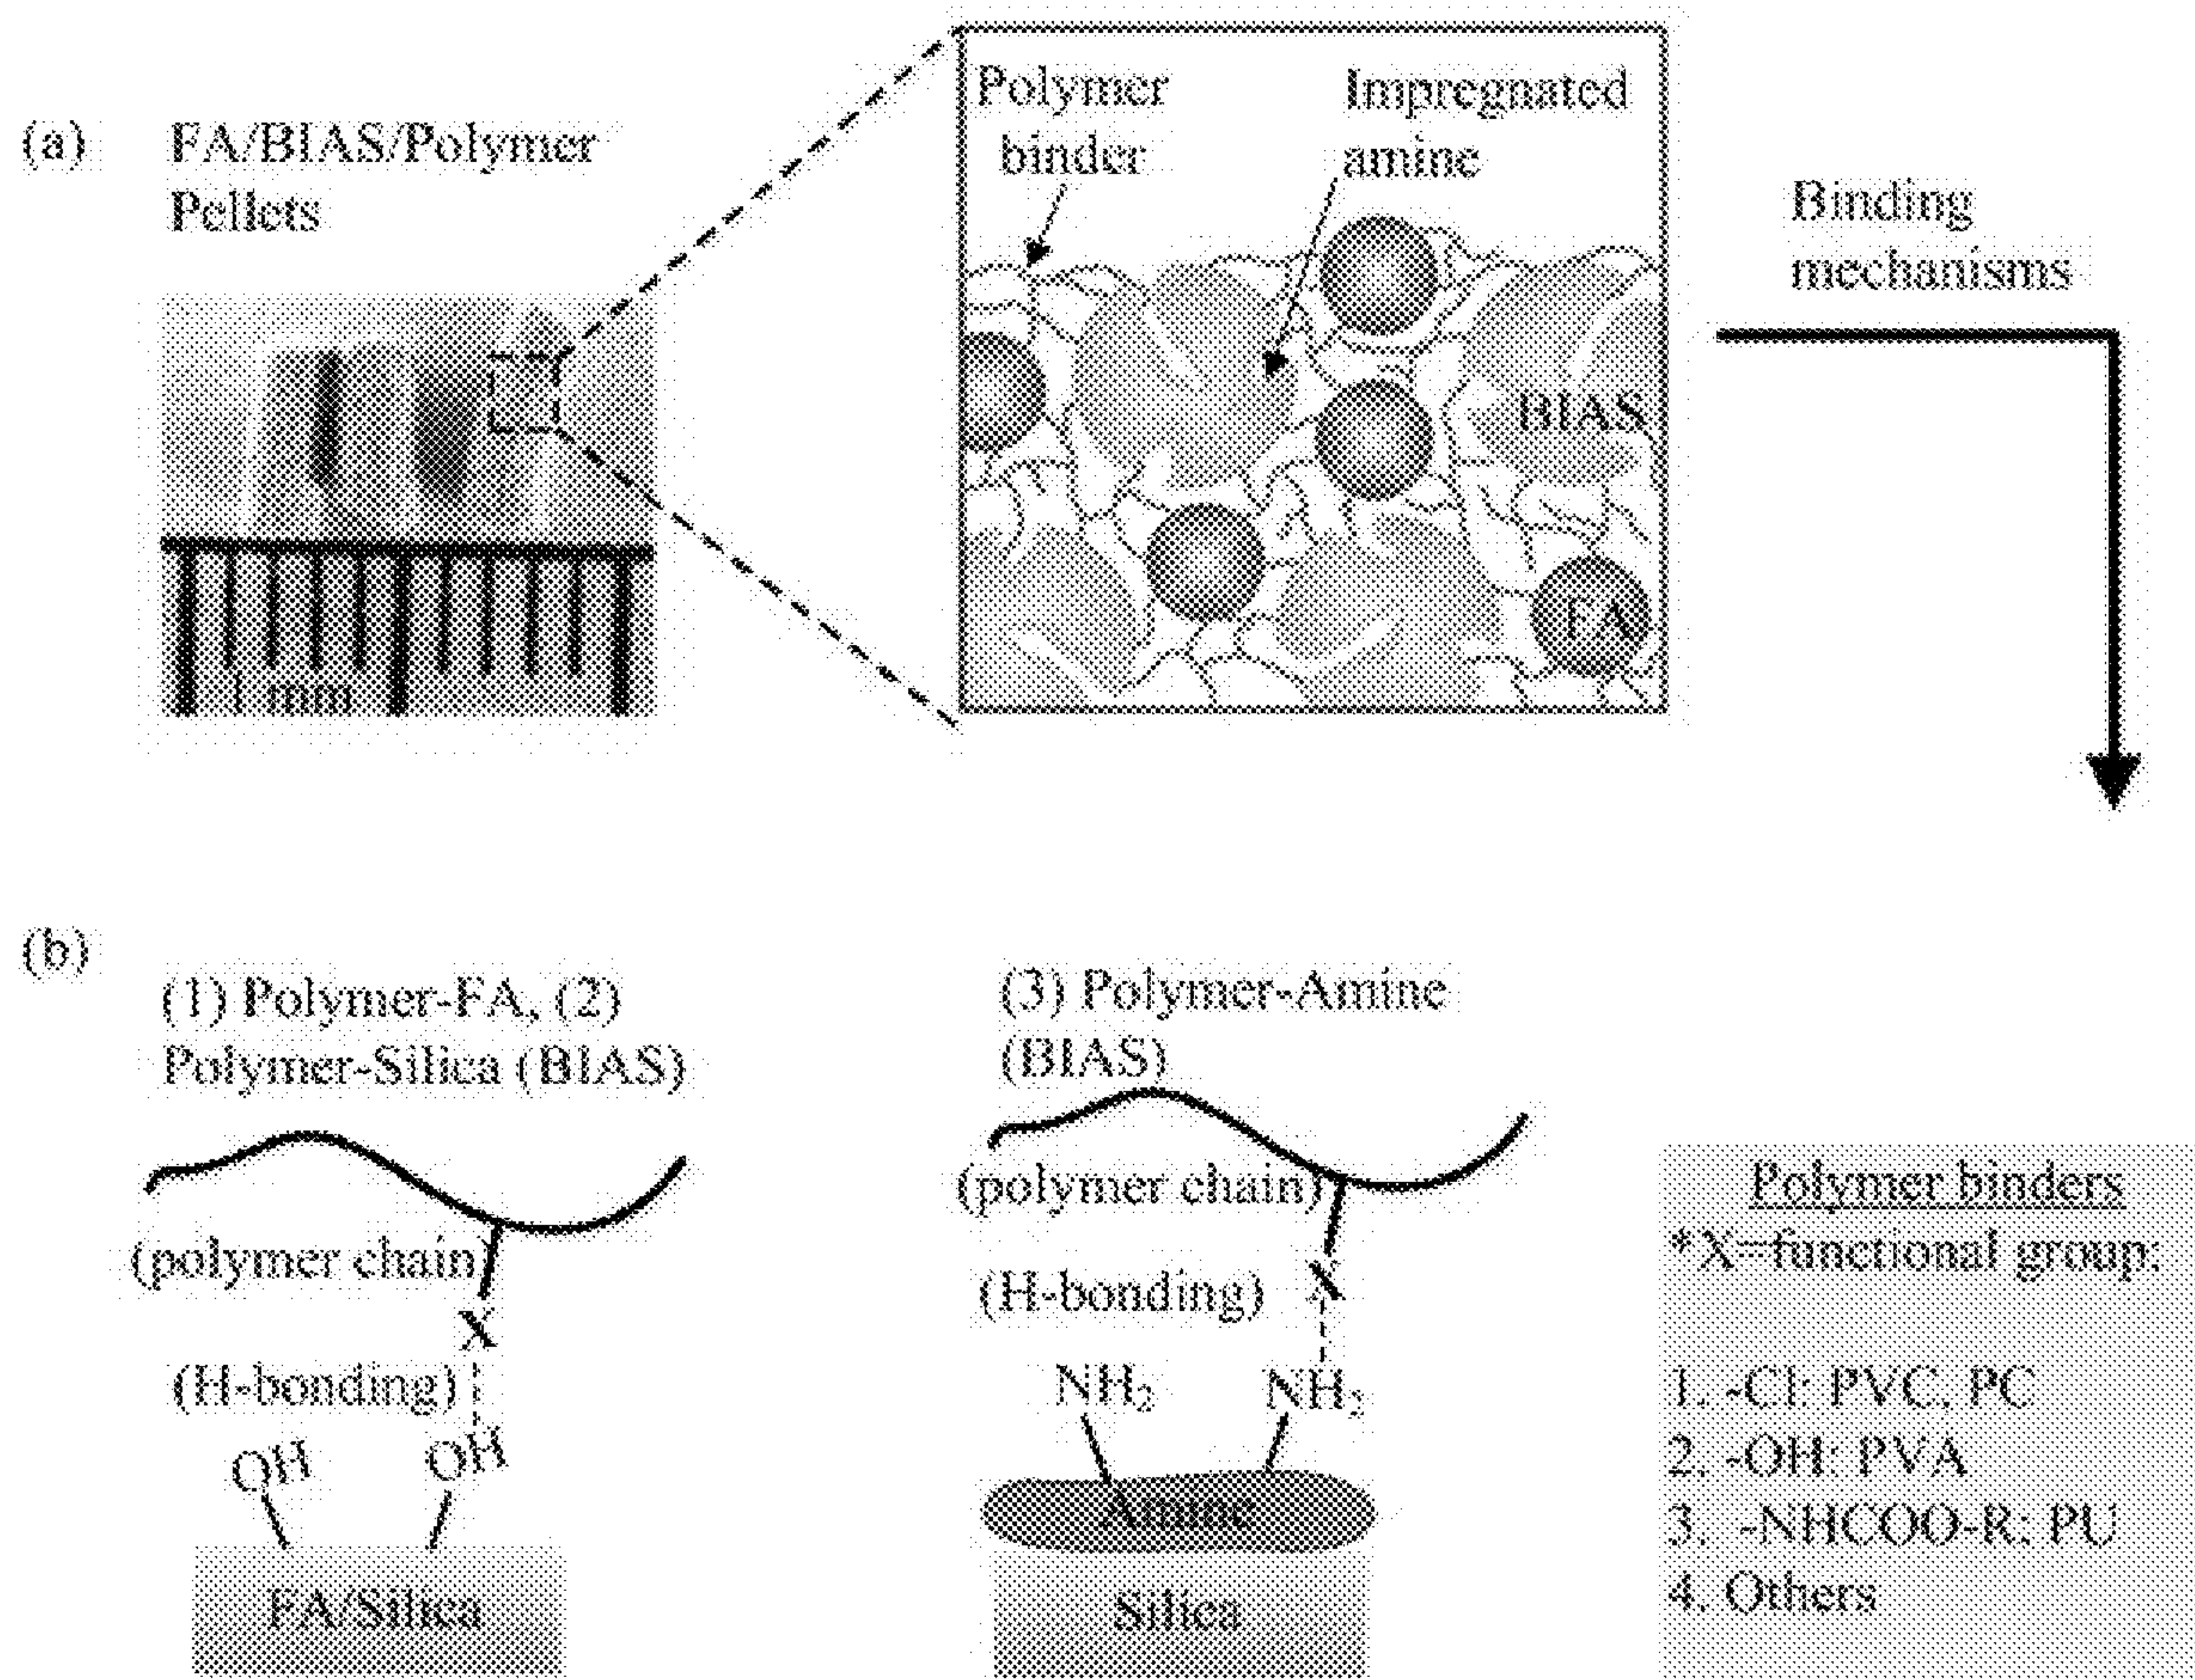 (a)
FA/BIAS/Polymer
Pellets
1 mm
Polymer
binder
Impregnated
amine
BIAS
FA
Binding
mechanisms
(b)
(1) Polymer-FA, (2)
Polymer-Silica (BIAS)
(polymer chain)
X
(H-bonding)
OH
OH
FA/Silica
(3) Polymer-Amine
(BIAS)
(polymer chain)
X
(H-bonding)
NH₂
NH₂
Amine
Silica
Polymer binders
*X=functional group:
1. -Cl: PVC, PC
2. -OH: PVA
3. -NHCOO-R: PU
4. Others